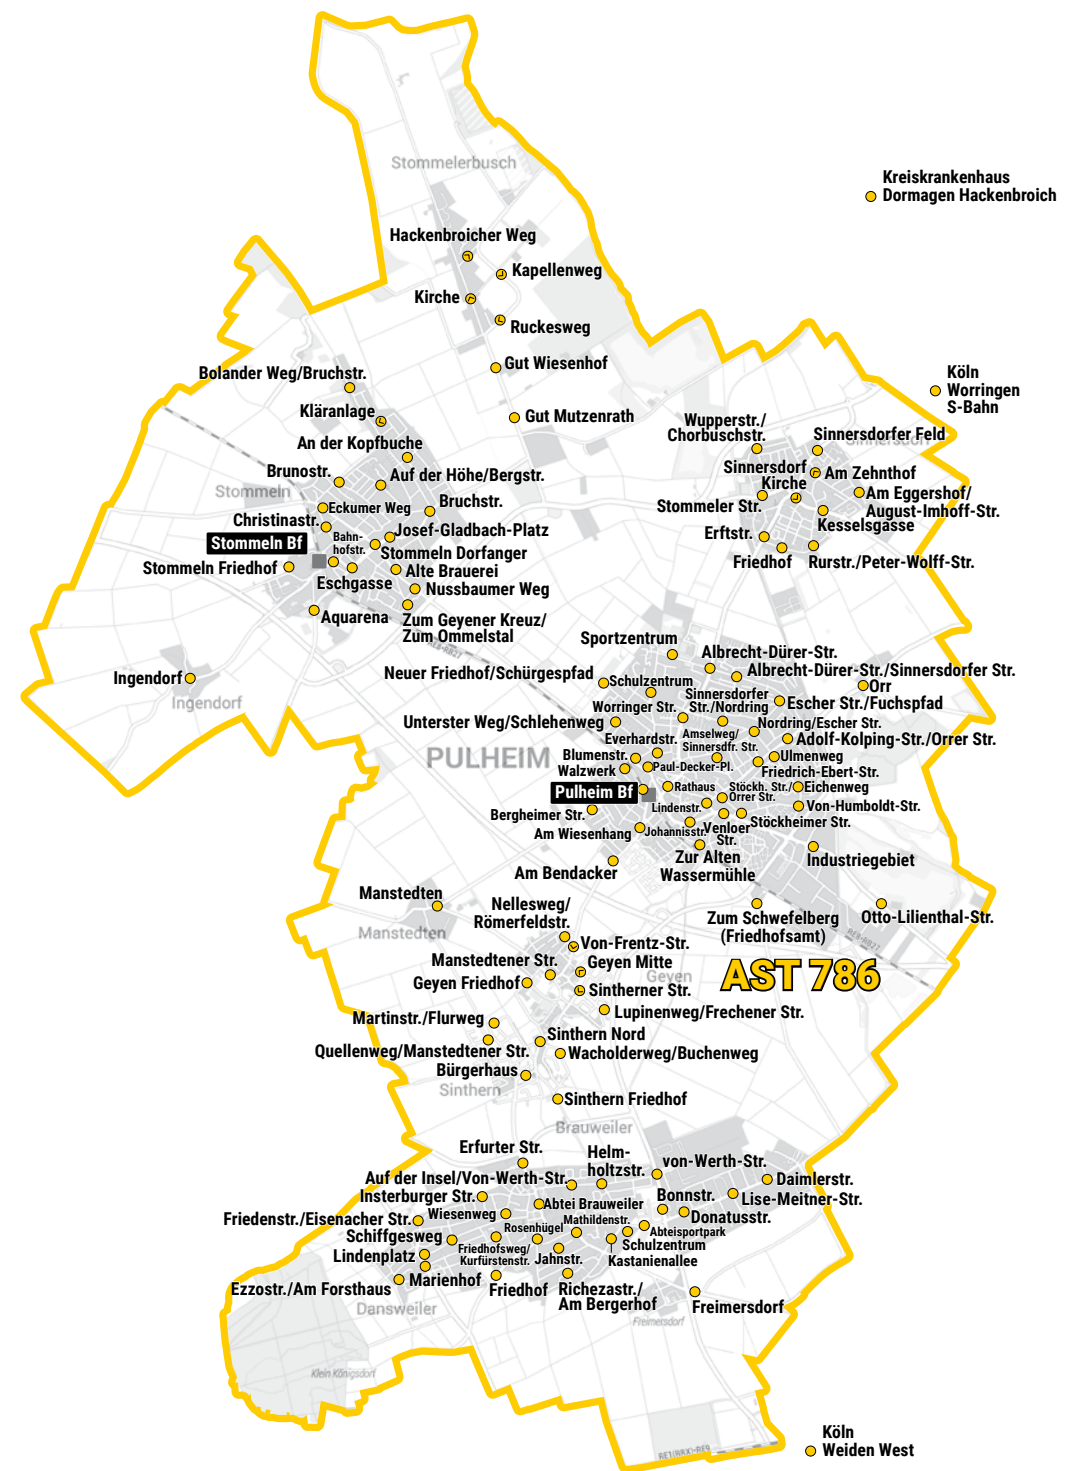 Stommelerbusch
Kreiskrankenhaus
Dormagen Hackenbroich
Hackenbroicher Weg
Kapellenweg
Kirche
Ruckesweg
Gut Wiesenhof
Bolander Weg/Bruchstr.
Köln
Worringen
S-Bahn
Kläranlage
Gut Mutzenrath
Wupperstr./
Chorbuschstr.
Sinnersdorfer Feld
Sinnersdorf
An der Kopfbuche
Brunostr.
Auf der Höhe/Bergstr.
Sinnersdorf
Kirche
Am Zehnthof
Stommeln
Bruchstr.
Eckumer Weg
Stommeler Str.
Am Eggershof/
August-Imhoff-Str.
Christinastr.
Kesselsgasse
Josef-Gladbach-Platz
Erftstr.
Bahn-
hofstr.
Stommeln Bf
Stommeln Dorfanger
Friedhof
Rurstr./Peter-Wolff-Str.
Stommeln Friedhof
Alte Brauerei
Eschgasse
Nussbaumer Weg
Aquarena
Zum Geyener Kreuz/
Zum Ommelstal
RE8-RB27
Sportzentrum
Albrecht-Dürer-Str.
Neuer Friedhof/Schürgespfad
Albrecht-Dürer-Str./Sinnersdorfer Str.
Ingendorf
Ingendorf
Schulzentrum
Orr
Sinnersdorfer
Str./Nordring
Escher Str./Fuchspfad
Worringer Str.
Unterster Weg/Schlehenweg
Nordring/Escher Str.
Everhardstr.
Amselweg/
Sinnersdfr. Str.
Adolf-Kolping-Str./Orrer Str.
PULHEIM
Blumenstr.
Ulmenweg
Walzwerk
Paul-Decker-Pl.
Friedrich-Ebert-Str.
Pulheim Bf
Rathaus
Stöckh. Str./
Orrer Str.
Eichenweg
Lindenstr.
Von-Humboldt-Str.
Bergheimer Str.
Stöckheimer Str.
Am Wiesenhang
Johannisstr.
Venloer
Str.
Zur Alten
Wassermühle
Industriegebiet
Am Bendacker
Manstedten
Nellesweg/
Römerfeldstr.
Zum Schwefelberg
(Friedhofsamt)
Otto-Lilienthal-Str.
Manstedten
RE8-RB27
Von-Frentz-Str.
Manstedtener Str.
Geyen Mitte
Geyen
AST 786
Geyen Friedhof
Sintherner Str.
Lupinenweg/Frechener Str.
Martinstr./Flurweg
Sinthern Nord
Quellenweg/Manstedtener Str.
Wacholderweg/Buchenweg
Bürgerhaus
Sinthern
Sinthern Friedhof
Brauweiler
Erfurter Str.
Helm-
holtzstr.
von-Werth-Str.
Auf der Insel/Von-Werth-Str.
Daimlerstr.
Insterburger Str.
Lise-Meitner-Str.
Abtei Brauweiler
Bonnstr.
Friedenstr./Eisenacher Str.
Wiesenweg
Donatusstr.
Rosenhügel
Mathildenstr.
Abteisportpark
Schiffgesweg
Schulzentrum
Friedhofsweg/
Kurfürstenstr.
Jahnstr.
Kastanienallee
Lindenplatz
Marienhof
Ezzostr./Am Forsthaus
Friedhof
Richezastr./
Am Bergerhof
Freimersdorf
Dansweiler
Freimersdorf
Klein Königsdorf
Köln
Weiden West
RE1(RRX)-RE9